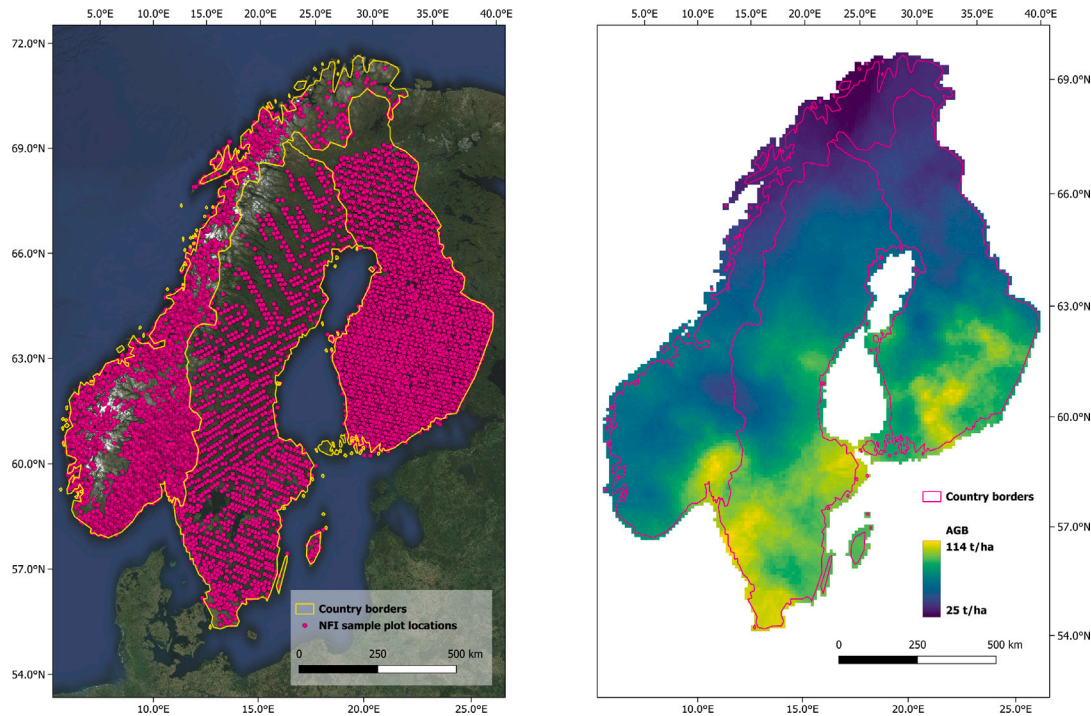 5.0°E 10.0°E 15.0°E 20.0°E 25.0°E 30.0°E 35.0°E 40.0°E
72.0°N
69.0°N
66.0°N
63.0°N
60.0°N
57.0°N
54.0°N
Country borders
NFI sample plot locations
0 500 km
10.0°E 15.0°E 20.0°E 25.0°E
5.0°E 10.0°E 15.0°E 20.0°E 25.0°E 30.0°E 35.0°E 40.0°E
69.0°N
66.0°N
63.0°N
60.0°N
57.0°N
54.0°N
Country borders
AGB
114 t/ha
25 t/ha
0 500 km
10.0°E 15.0°E 20.0°E 25.0°E